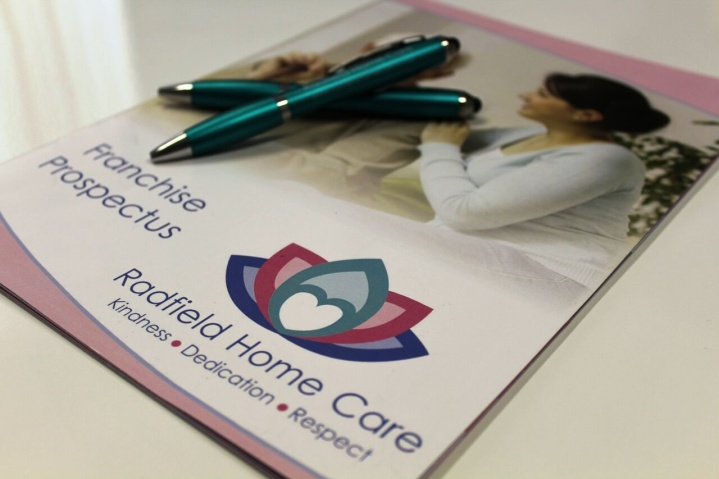 Franchise
Prospectus
Radfield Home Care
Kindness • Dedication • Respect